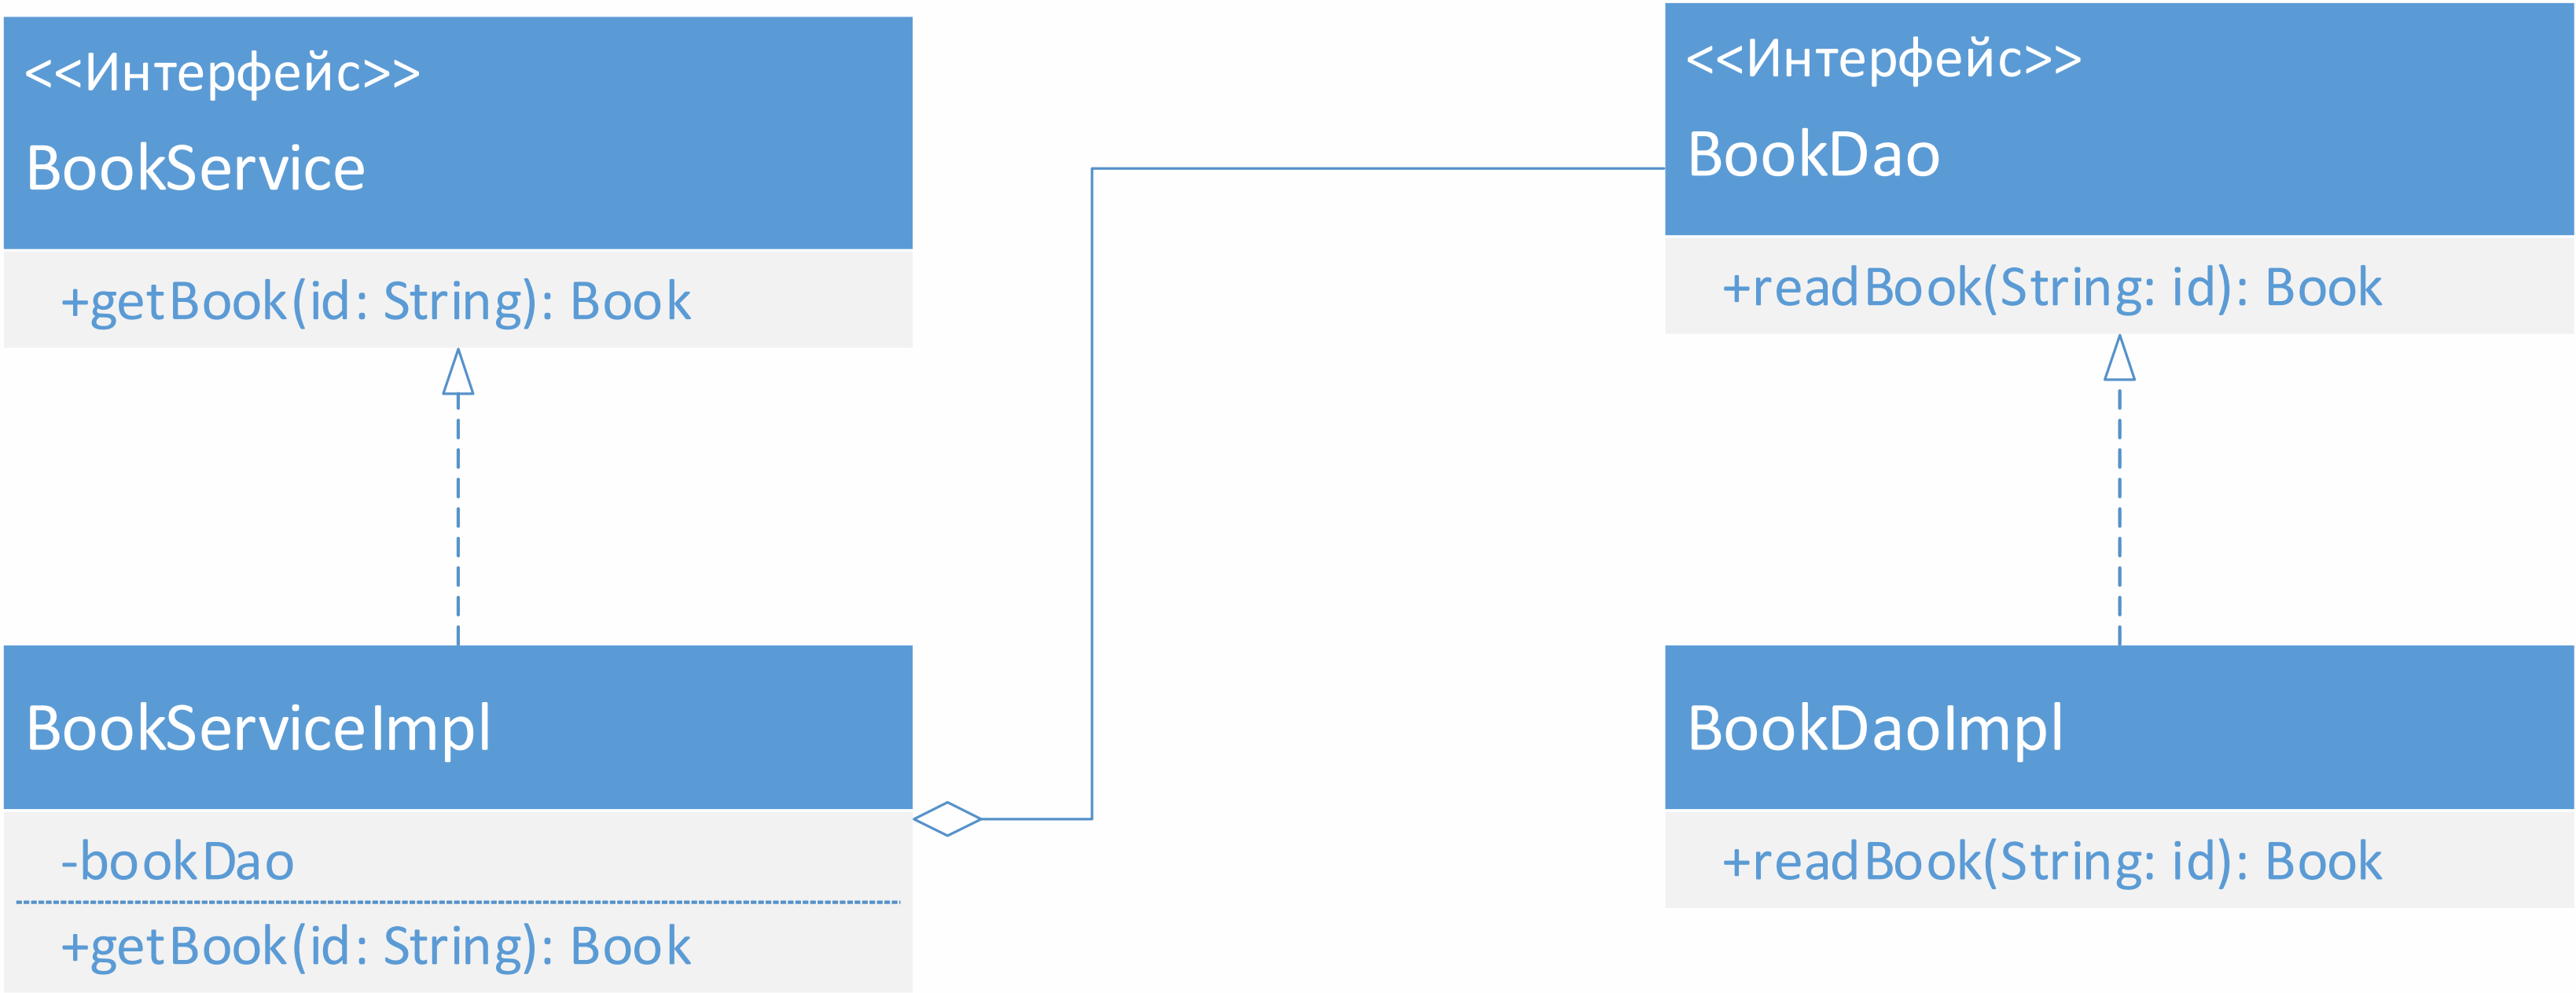 <<Интерфейс>>
BookService
+getBook(id: String): Book
<<Интерфейс>>
BookDao
+readBook(String: id): Book
BookServiceImpl
-bookDao
+getBook(id: String): Book
BookDaoImpl
+readBook(String: id): Book